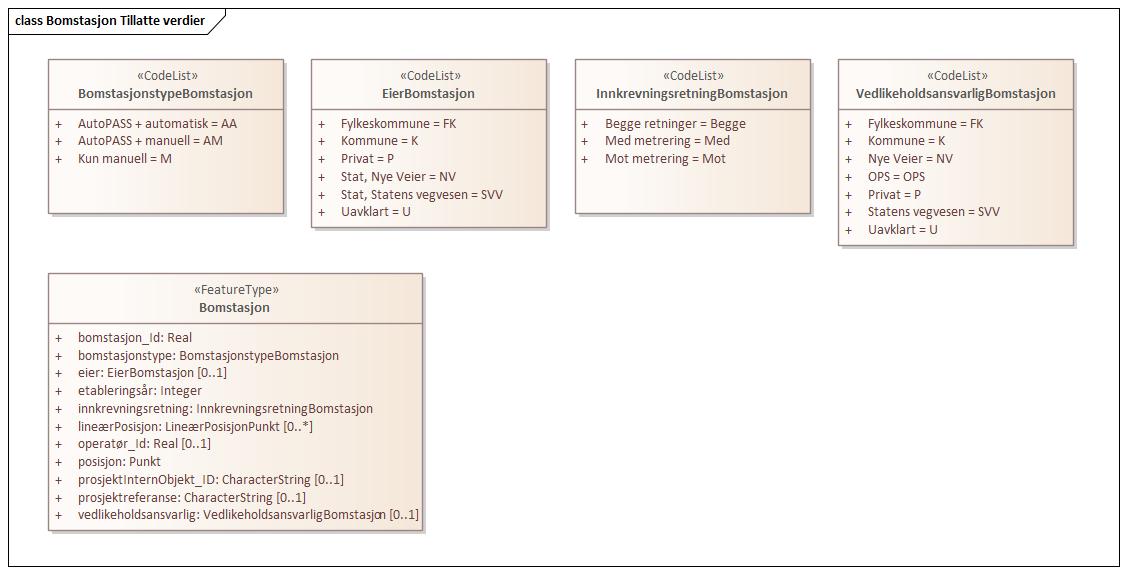 class Bomstasjon Tillatte verdier
«CodeList»
BomstasjonstypeBomstasjon
+ AutoPASS + automatisk = AA
+ AutoPASS + manuell = AM
+ Kun manuell = M
«CodeList»
EierBomstasjon
+ Fylkeskommune = FK
+ Kommune = K
+ Privat = P
+ Stat, Nye Veier = NV
+ Stat, Statens vegvesen = SVV
+ Uavklart = U
«CodeList»
InnkrevningsretningBomstasjon
+ Begge retninger = Begge
+ Med metrering = Med
+ Mot metrering = Mot
«CodeList»
VedlikeholdsansvarligBomstasjon
+ Fylkeskommune = FK
+ Kommune = K
+ Nye Veier = NV
+ OPS = OPS
+ Privat = P
+ Statens vegvesen = SVV
+ Uavklart = U
«FeatureType»
Bomstasjon
+ bomstasjon_Id: Real
+ bomstasjonstype: BomstasjonstypeBomstasjon
+ eier: EierBomstasjon [0..1]
+ etableringsår: Integer
+ innkrevningsretning: InnkrevningsretningBomstasjon
+ lineærPosisjon: LineærPosisjonPunkt [0..*]
+ operatør_Id: Real [0..1]
+ posisjon: Punkt
+ prosjektInternObjekt_ID: CharacterString [0..1]
+ prosjektreferanse: CharacterString [0..1]
+ vedlikeholdsansvarlig: VedlikeholdsansvarligBomstasjon [0..1]